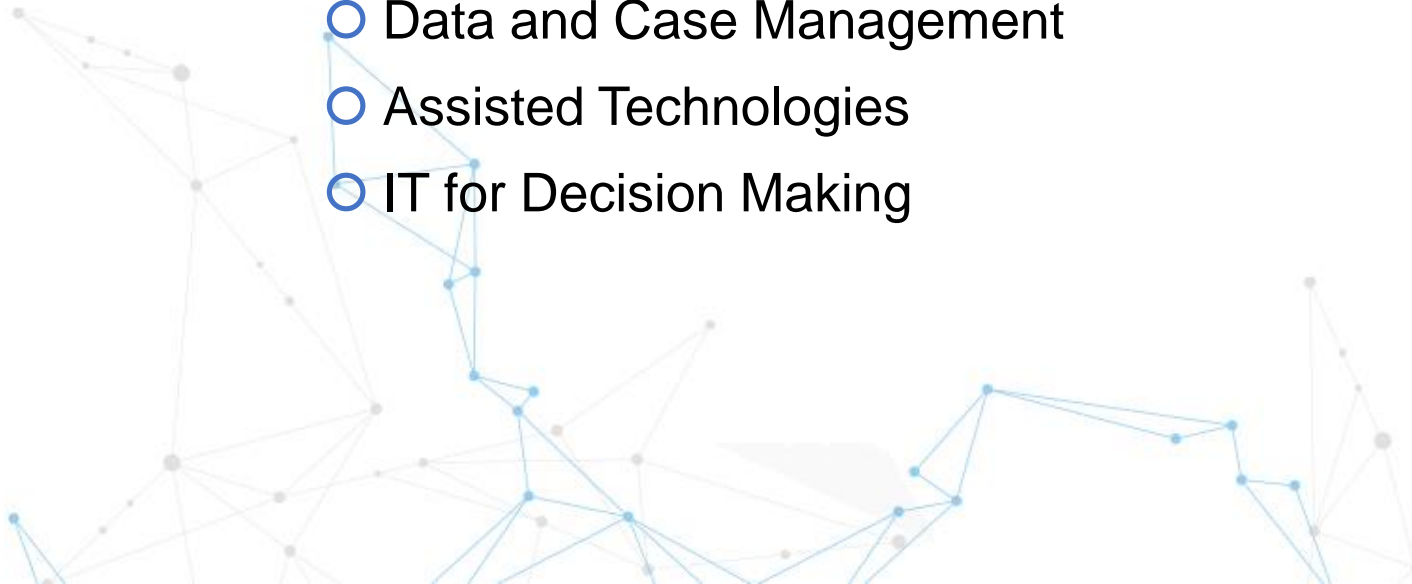 Data and Case Management
Assisted Technologies
IT for Decision Making